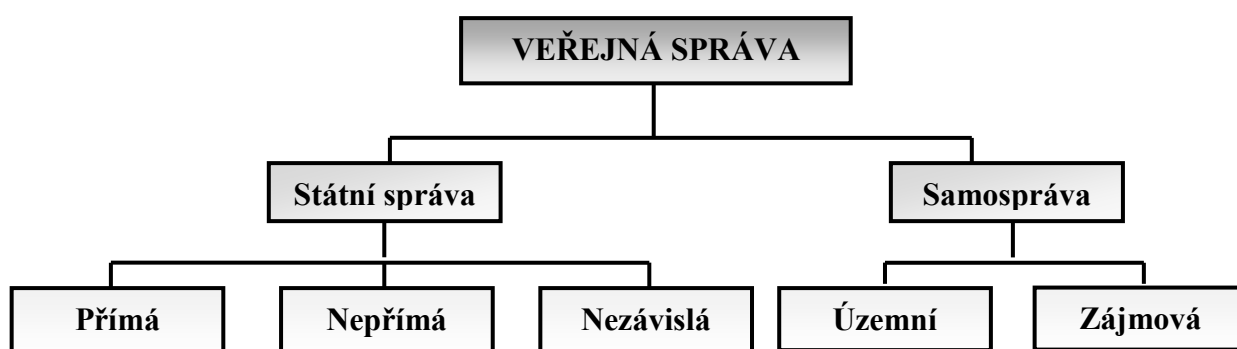 VEŘEJNÁ SPRÁVA
Státní správa
Samospráva
Přímá
Nepřímá
Nezávislá
Územní
Zájmová